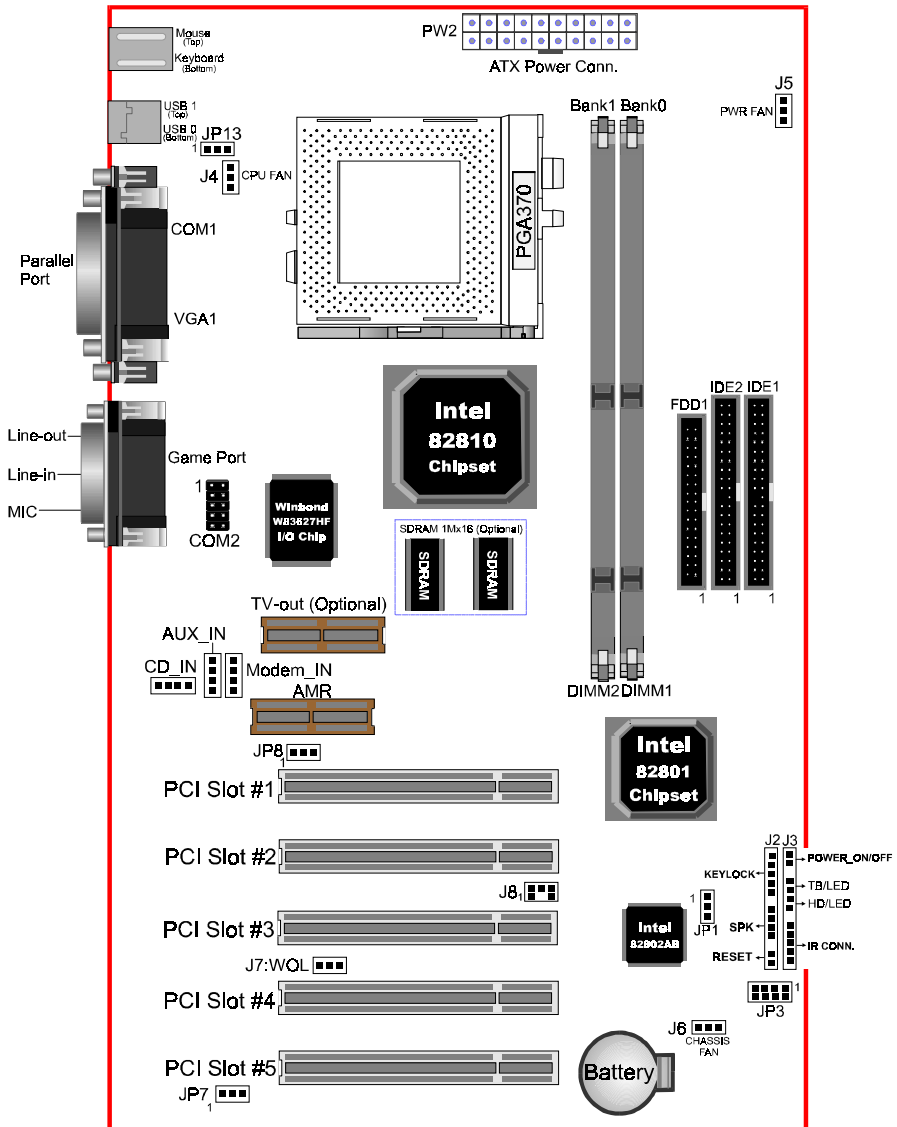 Mouse
(Top)
Keyboard
(Bottom)
PW2
ATX Power Conn.
J5
PWR FAN
USB 1
(Top)
USB 0
(Bottom)
JP13
1
J4
CPU FAN
Bank1 Bank0
PGA370
COM1
Parallel
Port
VGA1
Intel
82810
Chipset
FDD1
IDE2 IDE1
Line-out
Line-in
MIC
Game Port
1
COM2
Winbond
W83627HF
I/O Chip
SDRAM 1Mx16 (Optional)
SDRAM
SDRAM
1 1 1
TV-out (Optional)
AUX_IN
CD_IN
Modem_IN
AMR
DIMM2 DIMM1
JP8
1
Intel
82801
Chipset
PCI Slot #1
PCI Slot #2
J8
1
J2 J3
POWER_ON/OFF
KEYLOCK
TB/LED
HD/LED
1
JP1
SPK
IR CONN.
RESET
Intel
82802AB
PCI Slot #3
J7:WOL
PCI Slot #4
1
JP3
J6
CHASSIS
FAN
PCI Slot #5
Battery
JP7
1